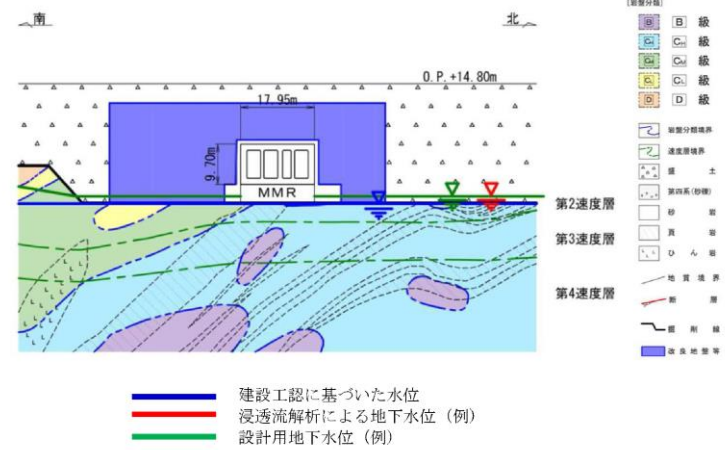 南
北
O.P.+14.80m
17.95m
9.70m
MMR
第2速度層
第3速度層
第4速度層
[岩盤分類]
B B 級
CH CH 級
CM CM 級
CL CL 級
D D 級
岩盤分類境界
速度層境界
盛土
第四系(砂礫)
砂岩
頁岩
ひん岩
地質境界
断層
掘削線
改良地盤等
建設工認に基づいた水位
浸透流解析による地下水位（例）
設計用地下水位（例）